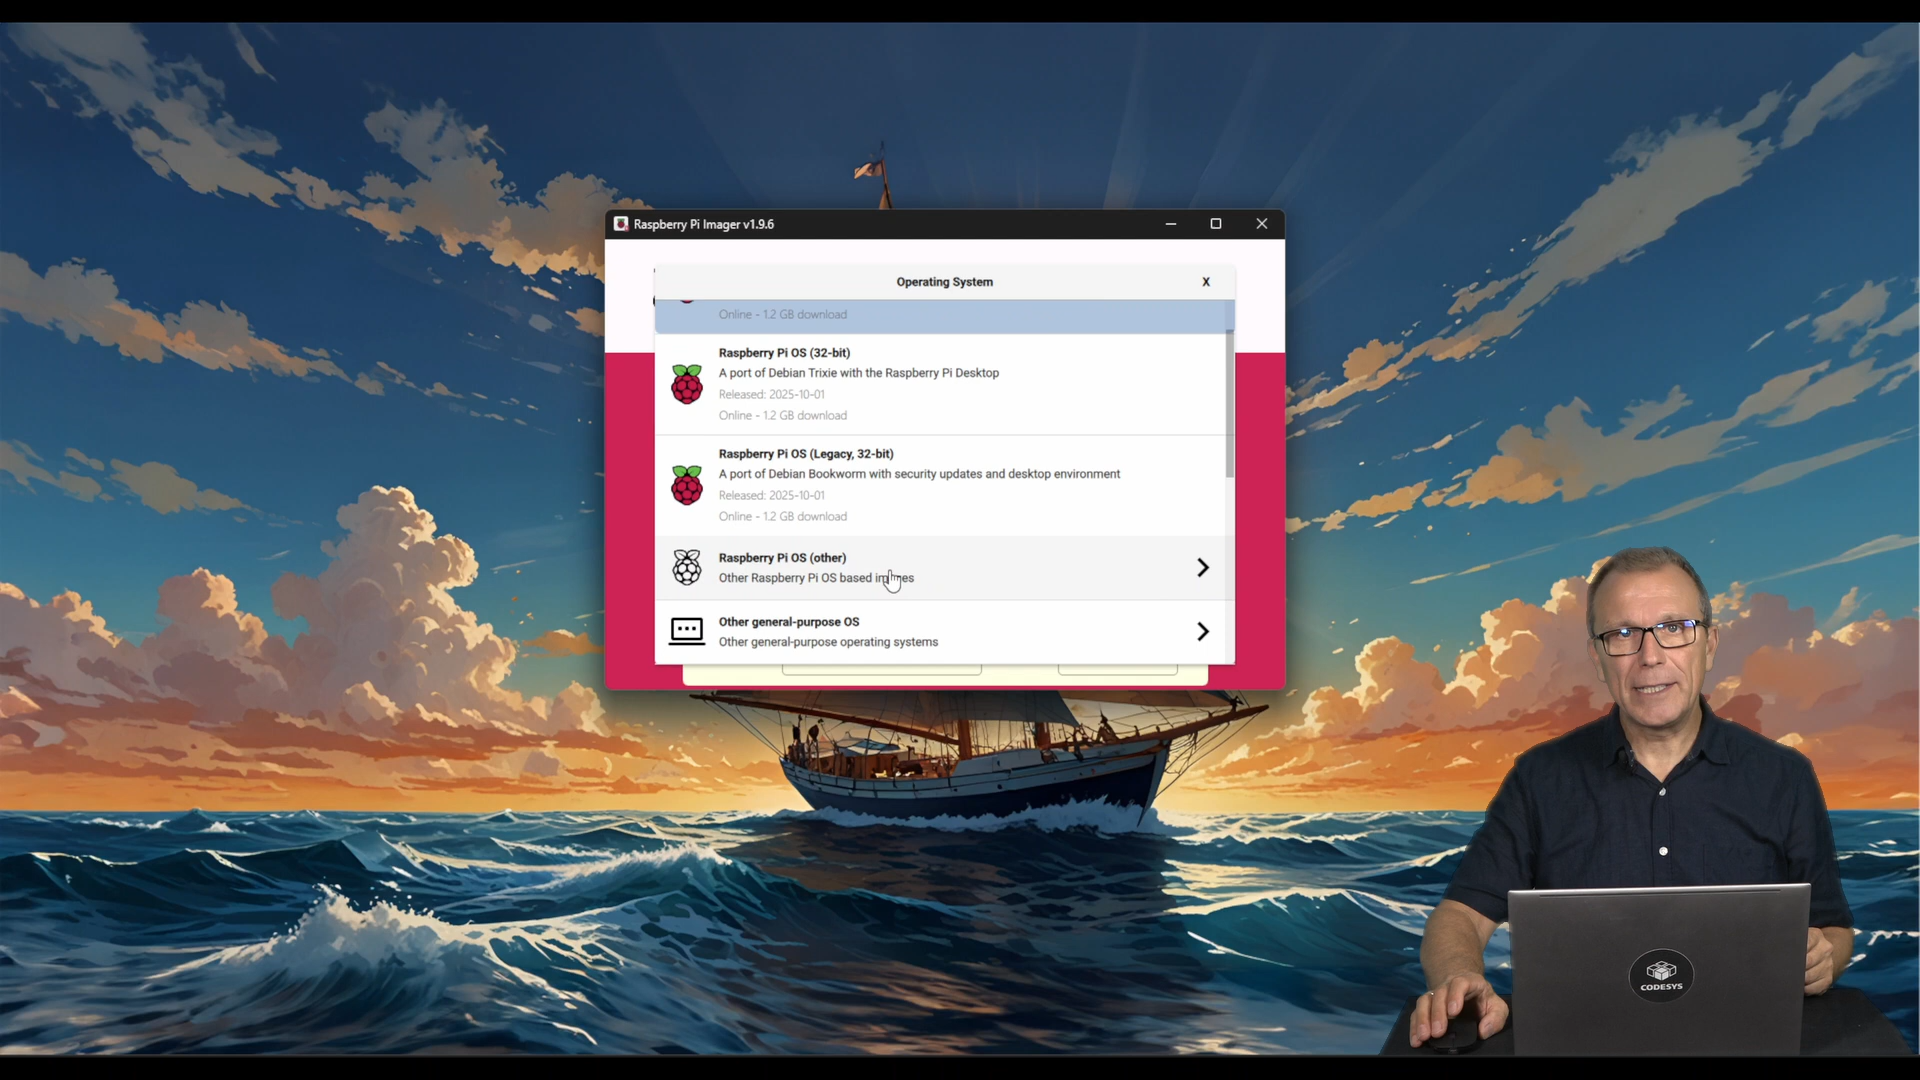 Raspberry Pi Imager v1.9.6
Operating System
X
Online - 1.2 GB download
Raspberry Pi OS (32-bit)
A port of Debian Trixie with the Raspberry Pi Desktop
Released: 2025-10-01
Online - 1.2 GB download
Raspberry Pi OS (Legacy, 32-bit)
A port of Debian Bookworm with security updates and desktop environment
Released: 2025-10-01
Online - 1.2 GB download
Raspberry Pi OS (other)
Other Raspberry Pi OS based images
Other general-purpose OS
Other general-purpose operating systems
CODESYS